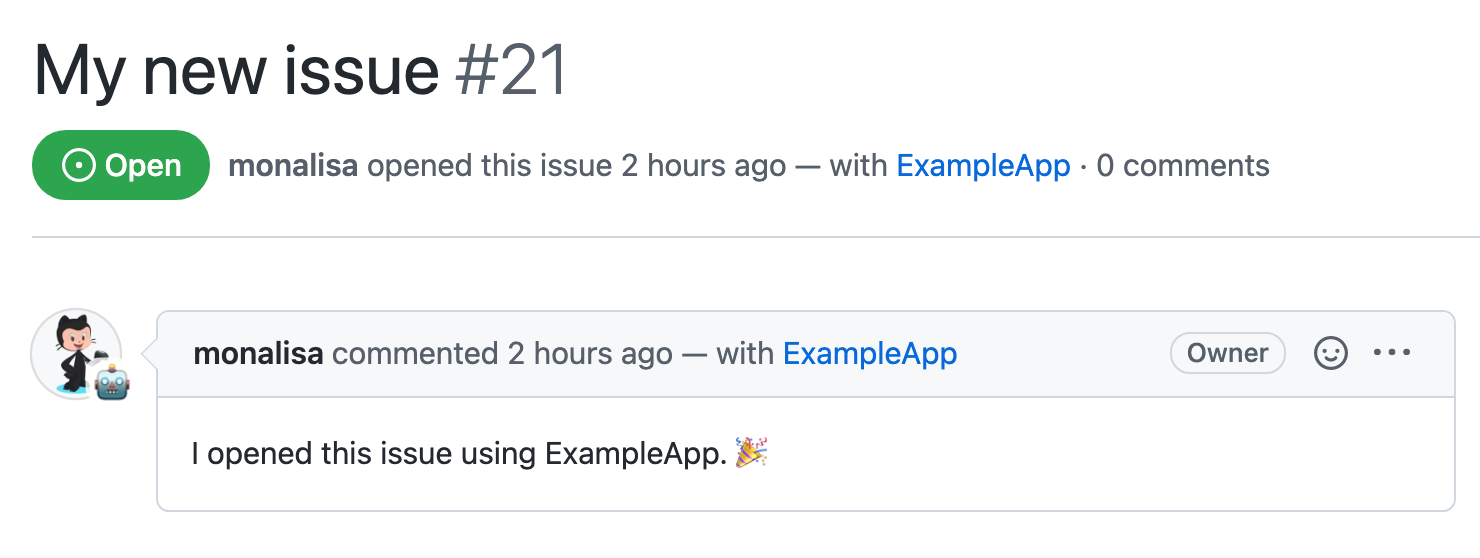 My new issue #21
Open
monalisa opened this issue 2 hours ago — with ExampleApp · 0 comments
monalisa commented 2 hours ago — with ExampleApp
Owner
I opened this issue using ExampleApp. 🎉